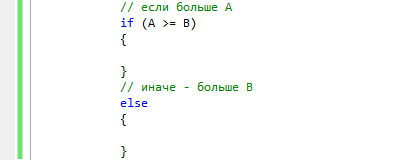 // если больше A
if (A >= B)
{
}
// иначе - больше B
else
{
}